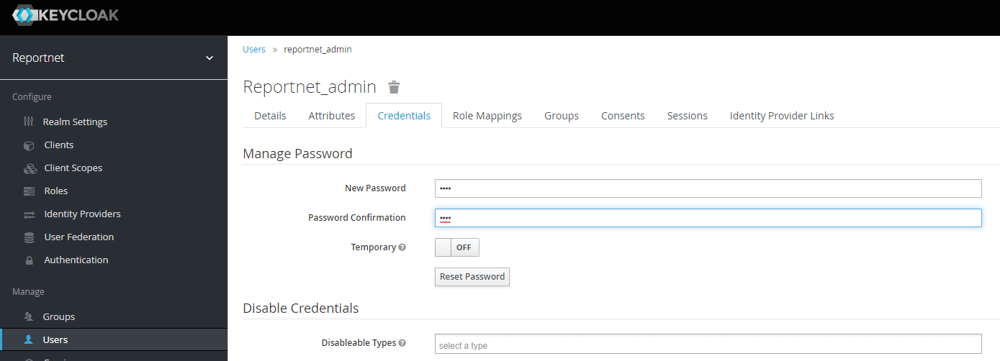 KEYCLOAK
Reportnet
Configure
Realm Settings
Clients
Client Scopes
Roles
Identity Providers
User Federation
Authentication
Manage
Groups
Users
Users » reportnet_admin
Reportnet_admin
Details Attributes Credentials Role Mappings Groups Consents Sessions Identity Provider Links
Manage Password
New Password ••••
Password Confirmation ••••
Temporary OFF
Reset Password
Disable Credentials
Disableable Types select a type